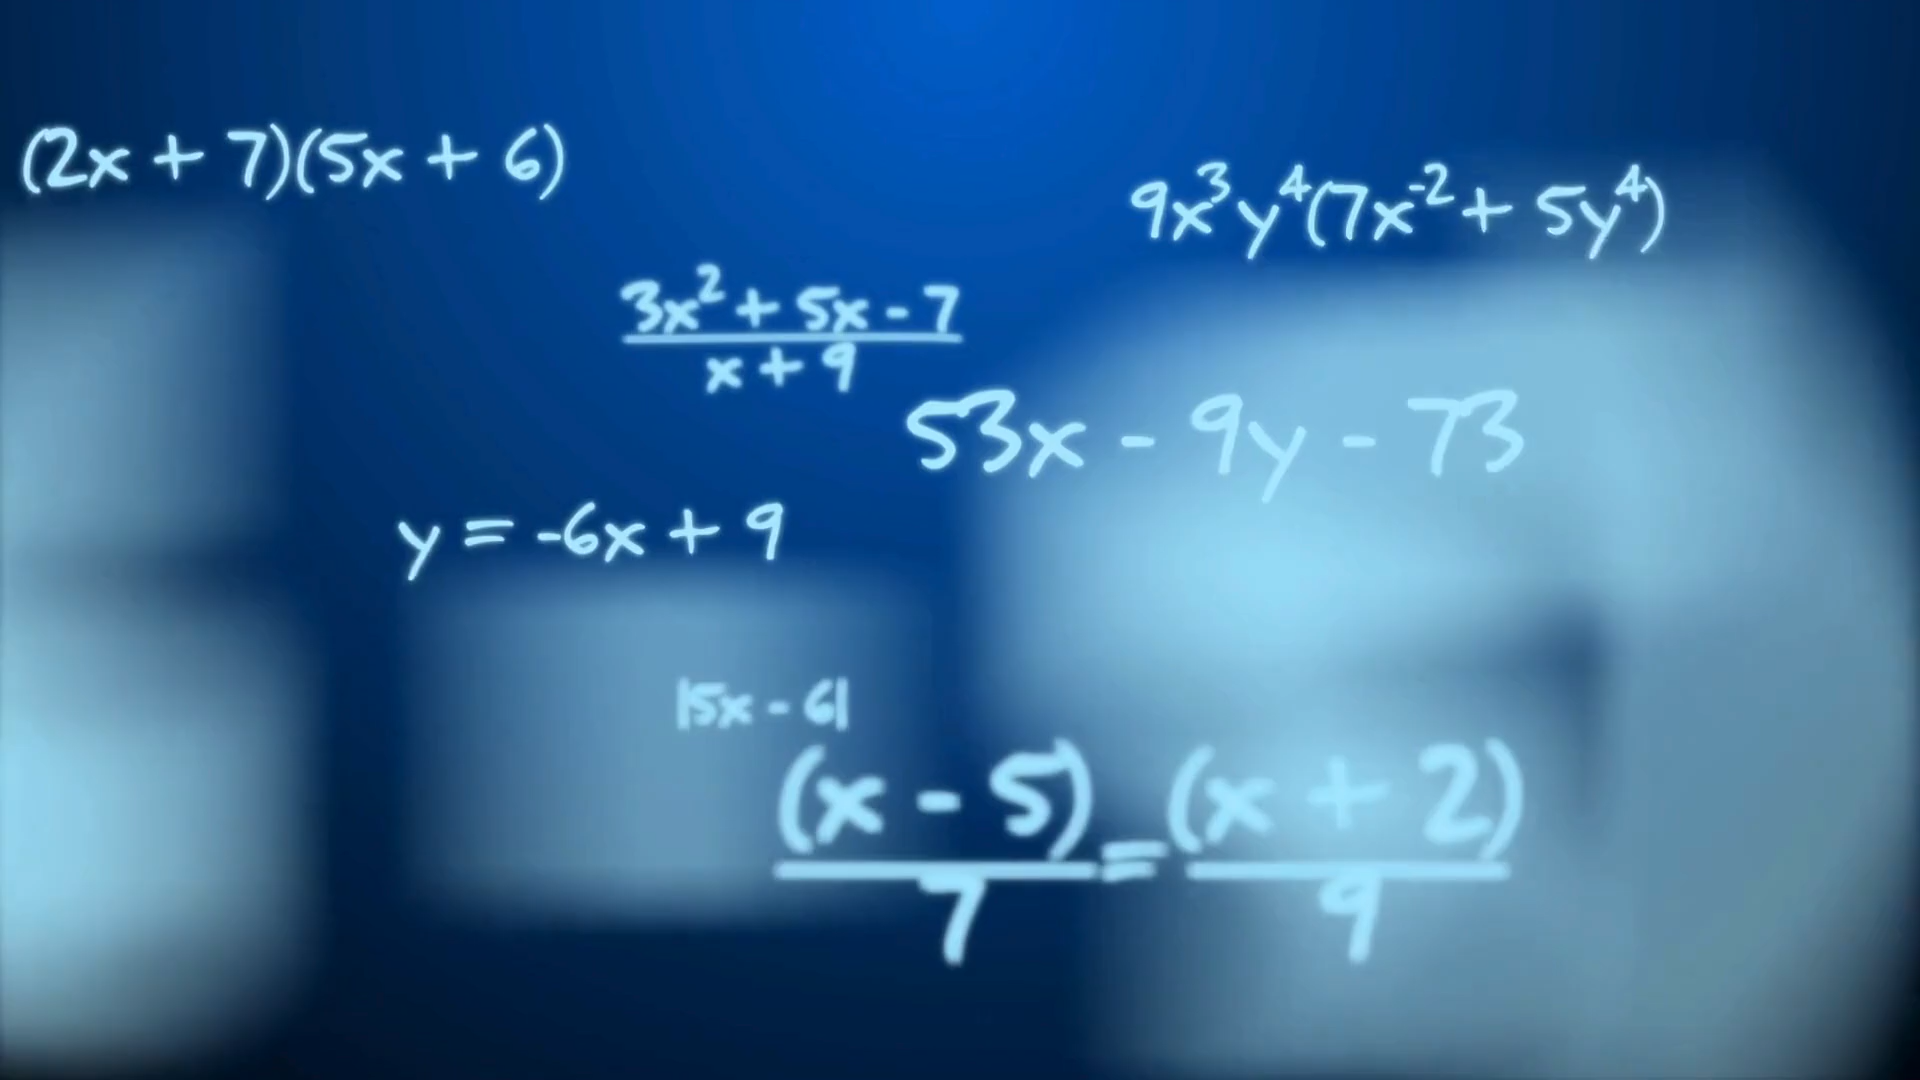 (2x + 7)(5x + 6)
9x³y⁴(7x⁻² + 5y⁴)
3x² + 5x - 7
x + 9
53x - 9y - 73
y = -6x + 9
|5x - 6|
(x - 5) = (x + 2)
7 9